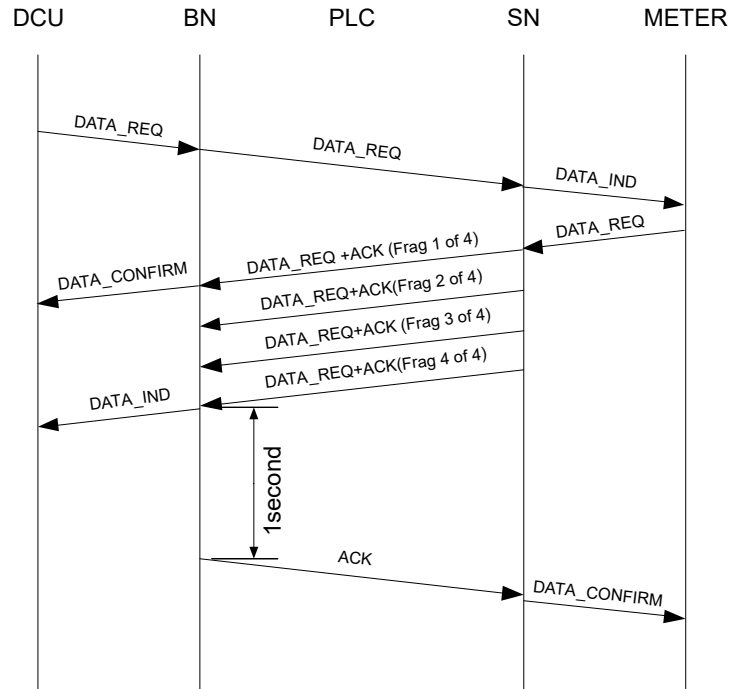 DCU BN PLC SN METER
DATA_REQ
DATA_REQ
DATA_IND
DATA_REQ
DATA_REQ +ACK (Frag 1 of 4)
DATA_CONFIRM
DATA_REQ+ACK(Frag 2 of 4)
DATA_REQ+ACK (Frag 3 of 4)
DATA_REQ+ACK(Frag 4 of 4)
DATA_IND
1second
ACK
DATA_CONFIRM